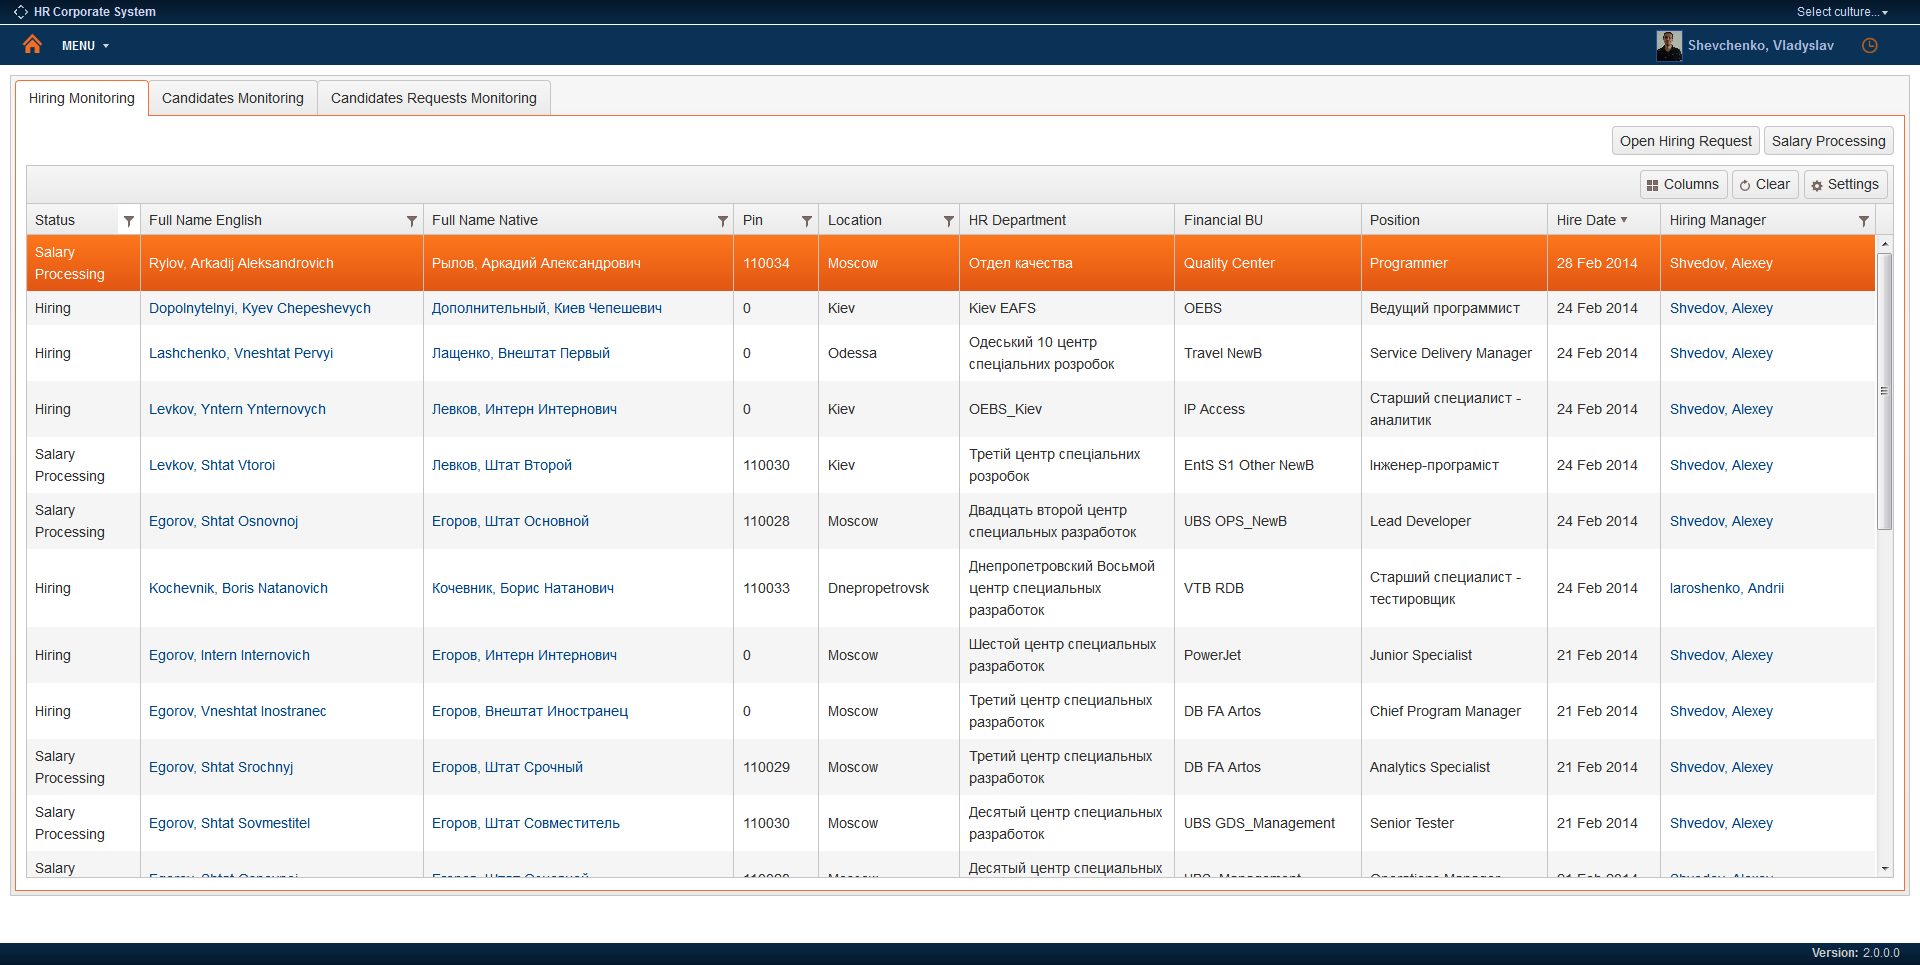 HR Corporate System
Select culture...
MENU
Shevchenko, Vladyslav
Hiring Monitoring
Candidates Monitoring
Candidates Requests Monitoring
Open Hiring Request
Salary Processing
Columns
Clear
Settings
Status
Full Name English
Full Name Native
Pin
Location
HR Department
Financial BU
Position
Hire Date
Hiring Manager
Salary
Processing
Rylov, Arkadij Aleksandrovich
Рылов, Аркадий Александрович
110034
Moscow
Отдел качества
Quality Center
Programmer
28 Feb 2014
Shvedov, Alexey
Hiring
Dopolnytelnyi, Kyev Chepeshevych
Дополнительный, Киев Чепешевич
0
Kiev
Kiev EAFS
OEBS
Ведущий программист
24 Feb 2014
Shvedov, Alexey
Hiring
Lashchenko, Vneshtat Pervyi
Лащенко, Внештат Первый
0
Odessa
Одеський 10 центр
спеціальних розробок
Travel NewB
Service Delivery Manager
24 Feb 2014
Shvedov, Alexey
Hiring
Levkov, Yntern Ynternovych
Левков, Интерн Интернович
0
Kiev
OEBS_Kiev
IP Access
Старший специалист -
аналитик
24 Feb 2014
Shvedov, Alexey
Salary
Processing
Levkov, Shtat Vtoroi
Левков, Штат Второй
110030
Kiev
Третій центр спеціальних
розробок
EntS S1 Other NewB
Інженер-програміст
24 Feb 2014
Shvedov, Alexey
Salary
Processing
Egorov, Shtat Osnovnoj
Егоров, Штат Основной
110028
Moscow
Двадцать второй центр
специальных разработок
UBS OPS_NewB
Lead Developer
24 Feb 2014
Shvedov, Alexey
Hiring
Kochevnik, Boris Natanovich
Кочевник, Борис Натанович
110033
Dnepropetrovsk
Днепропетровский Восьмой
центр специальных
разработок
VTB RDB
Старший специалист -
тестировщик
24 Feb 2014
Iaroshenko, Andrii
Hiring
Egorov, Intern Internovich
Егоров, Интерн Интернович
0
Moscow
Шестой центр специальных
разработок
PowerJet
Junior Specialist
21 Feb 2014
Shvedov, Alexey
Hiring
Egorov, Vneshtat Inostranec
Егоров, Внештат Иностранец
0
Moscow
Третий центр специальных
разработок
DB FA Artos
Chief Program Manager
21 Feb 2014
Shvedov, Alexey
Salary
Processing
Egorov, Shtat Srochnyj
Егоров, Штат Срочный
110029
Moscow
Третий центр специальных
разработок
DB FA Artos
Analytics Specialist
21 Feb 2014
Shvedov, Alexey
Salary
Processing
Egorov, Shtat Sovmestitel
Егоров, Штат Совместитель
110030
Moscow
Десятый центр специальных
разработок
UBS GDS_Management
Senior Tester
21 Feb 2014
Shvedov, Alexey
Salary
Десятый центр специальных
Version: 2.0.0.0